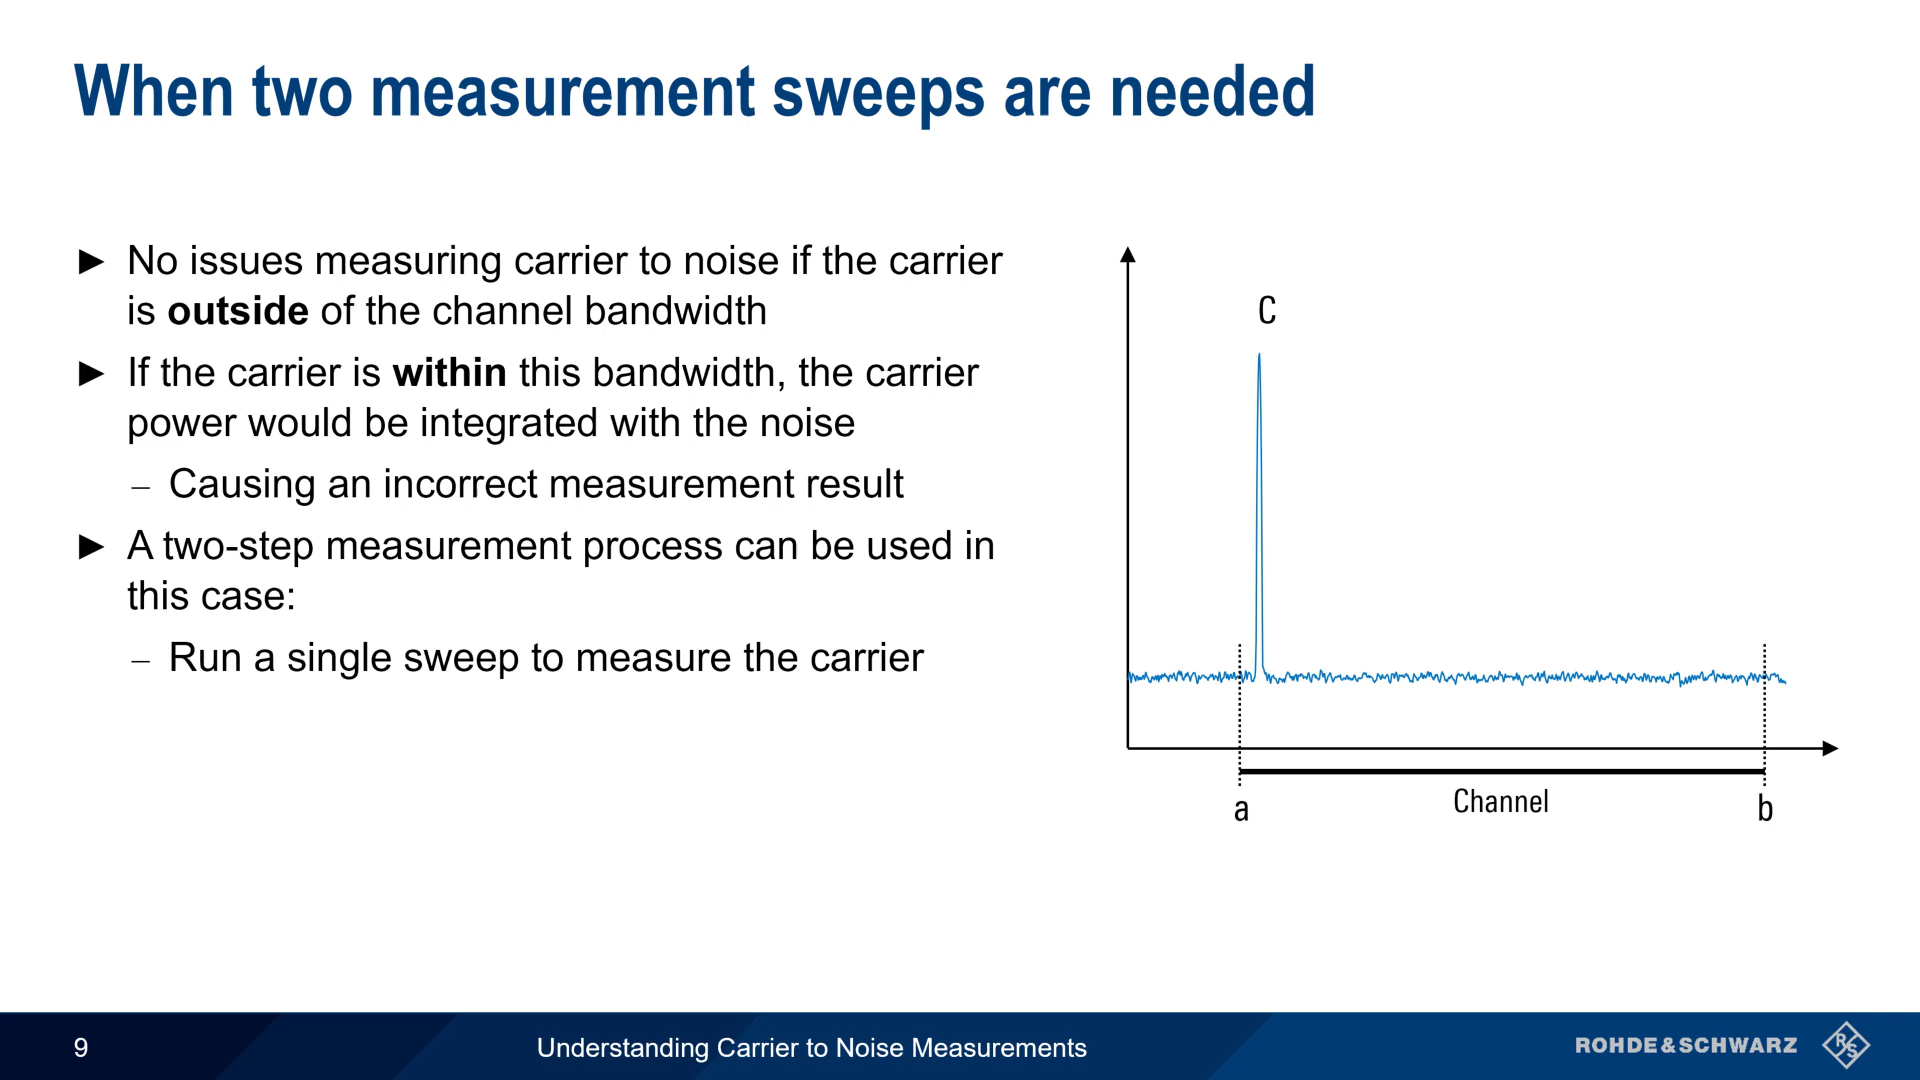 When two measurement sweeps are needed
► No issues measuring carrier to noise if the carrier
is outside of the channel bandwidth
► If the carrier is within this bandwidth, the carrier
power would be integrated with the noise
– Causing an incorrect measurement result
► A two-step measurement process can be used in
this case:
– Run a single sweep to measure the carrier
C
a
Channel
b
9
Understanding Carrier to Noise Measurements
ROHDE&SCHWARZ
R&S